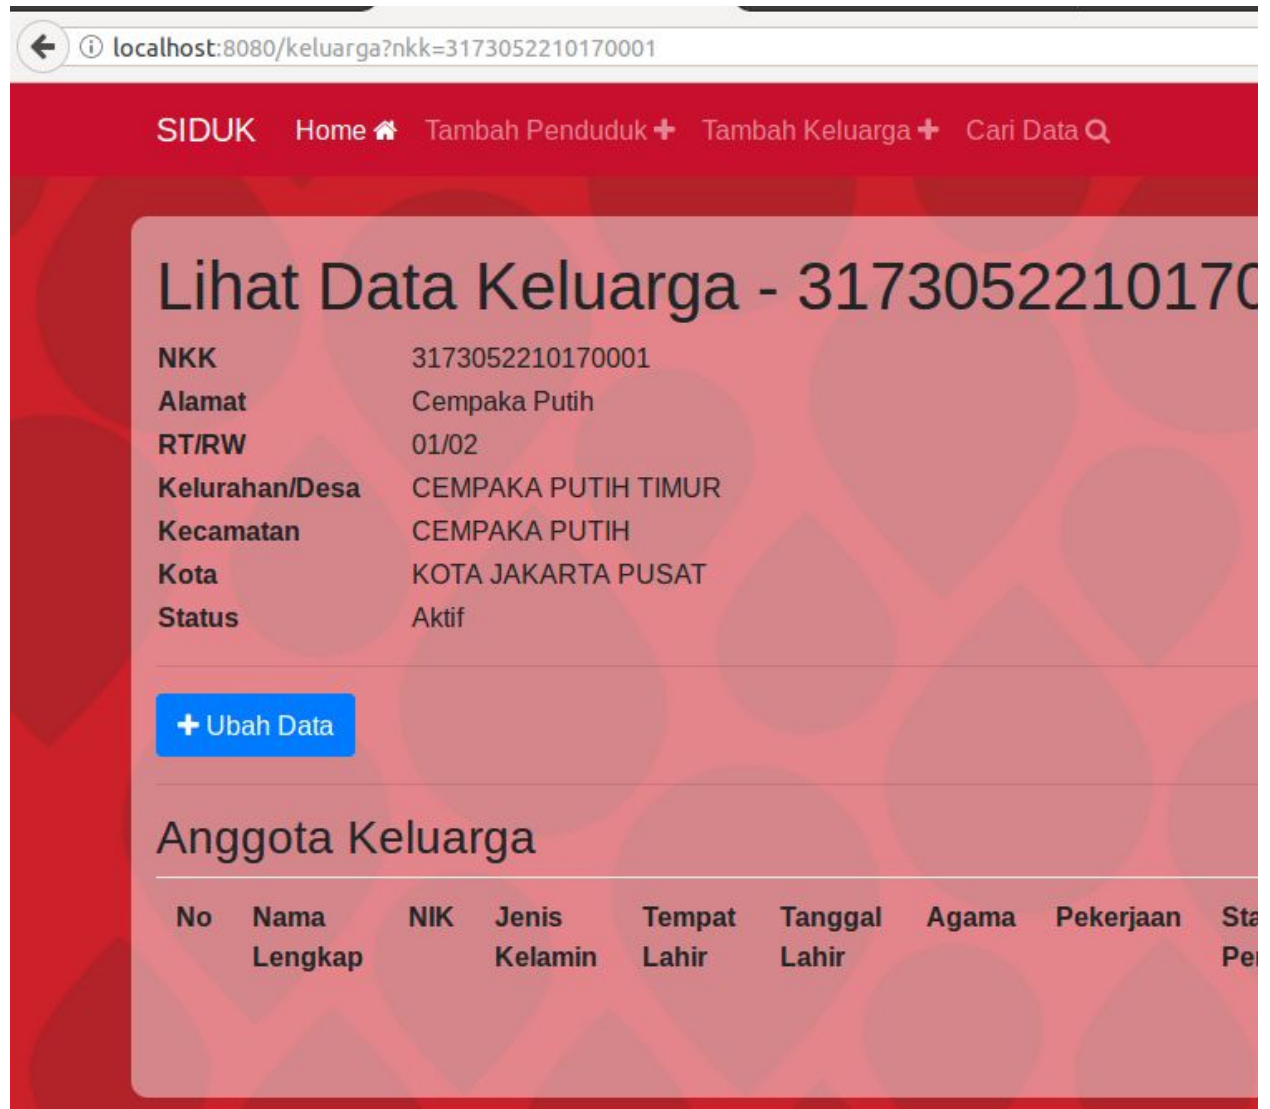 localhost:8080/keluarga?nkk=3173052210170001
SIDUK Home Tambah Penduduk Tambah Keluarga Cari Data
Lihat Data Keluarga - 317305221017
NKK 3173052210170001
Alamat Cempaka Putih
RT/RW 01/02
Kelurahan/Desa CEMPAKA PUTIH TIMUR
Kecamatan CEMPAKA PUTIH
Kota KOTA JAKARTA PUSAT
Status Aktif
+ Ubah Data
Anggota Keluarga
No Nama NIK Jenis Tempat Tanggal Agama Pekerjaan
Lengkap Kelamin Lahir Lahir